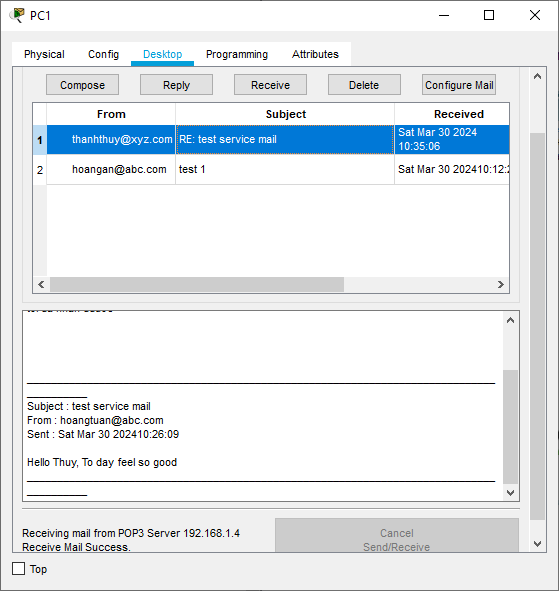 PC1
Physical Config Desktop Programming Attributes
Compose Reply Receive Delete Configure Mail
From Subject Received
1 thanhthuy@xyz.com RE: test service mail Sat Mar 30 2024
10:35:06
2 hoangan@abc.com test 1 Sat Mar 30 202410:12:2
Subject : test service mail
From : hoangtuan@abc.com
Sent : Sat Mar 30 202410:26:09
Hello Thuy, To day feel so good
Receiving mail from POP3 Server 192.168.1.4
Receive Mail Success.
Cancel
Send/Receive
Top